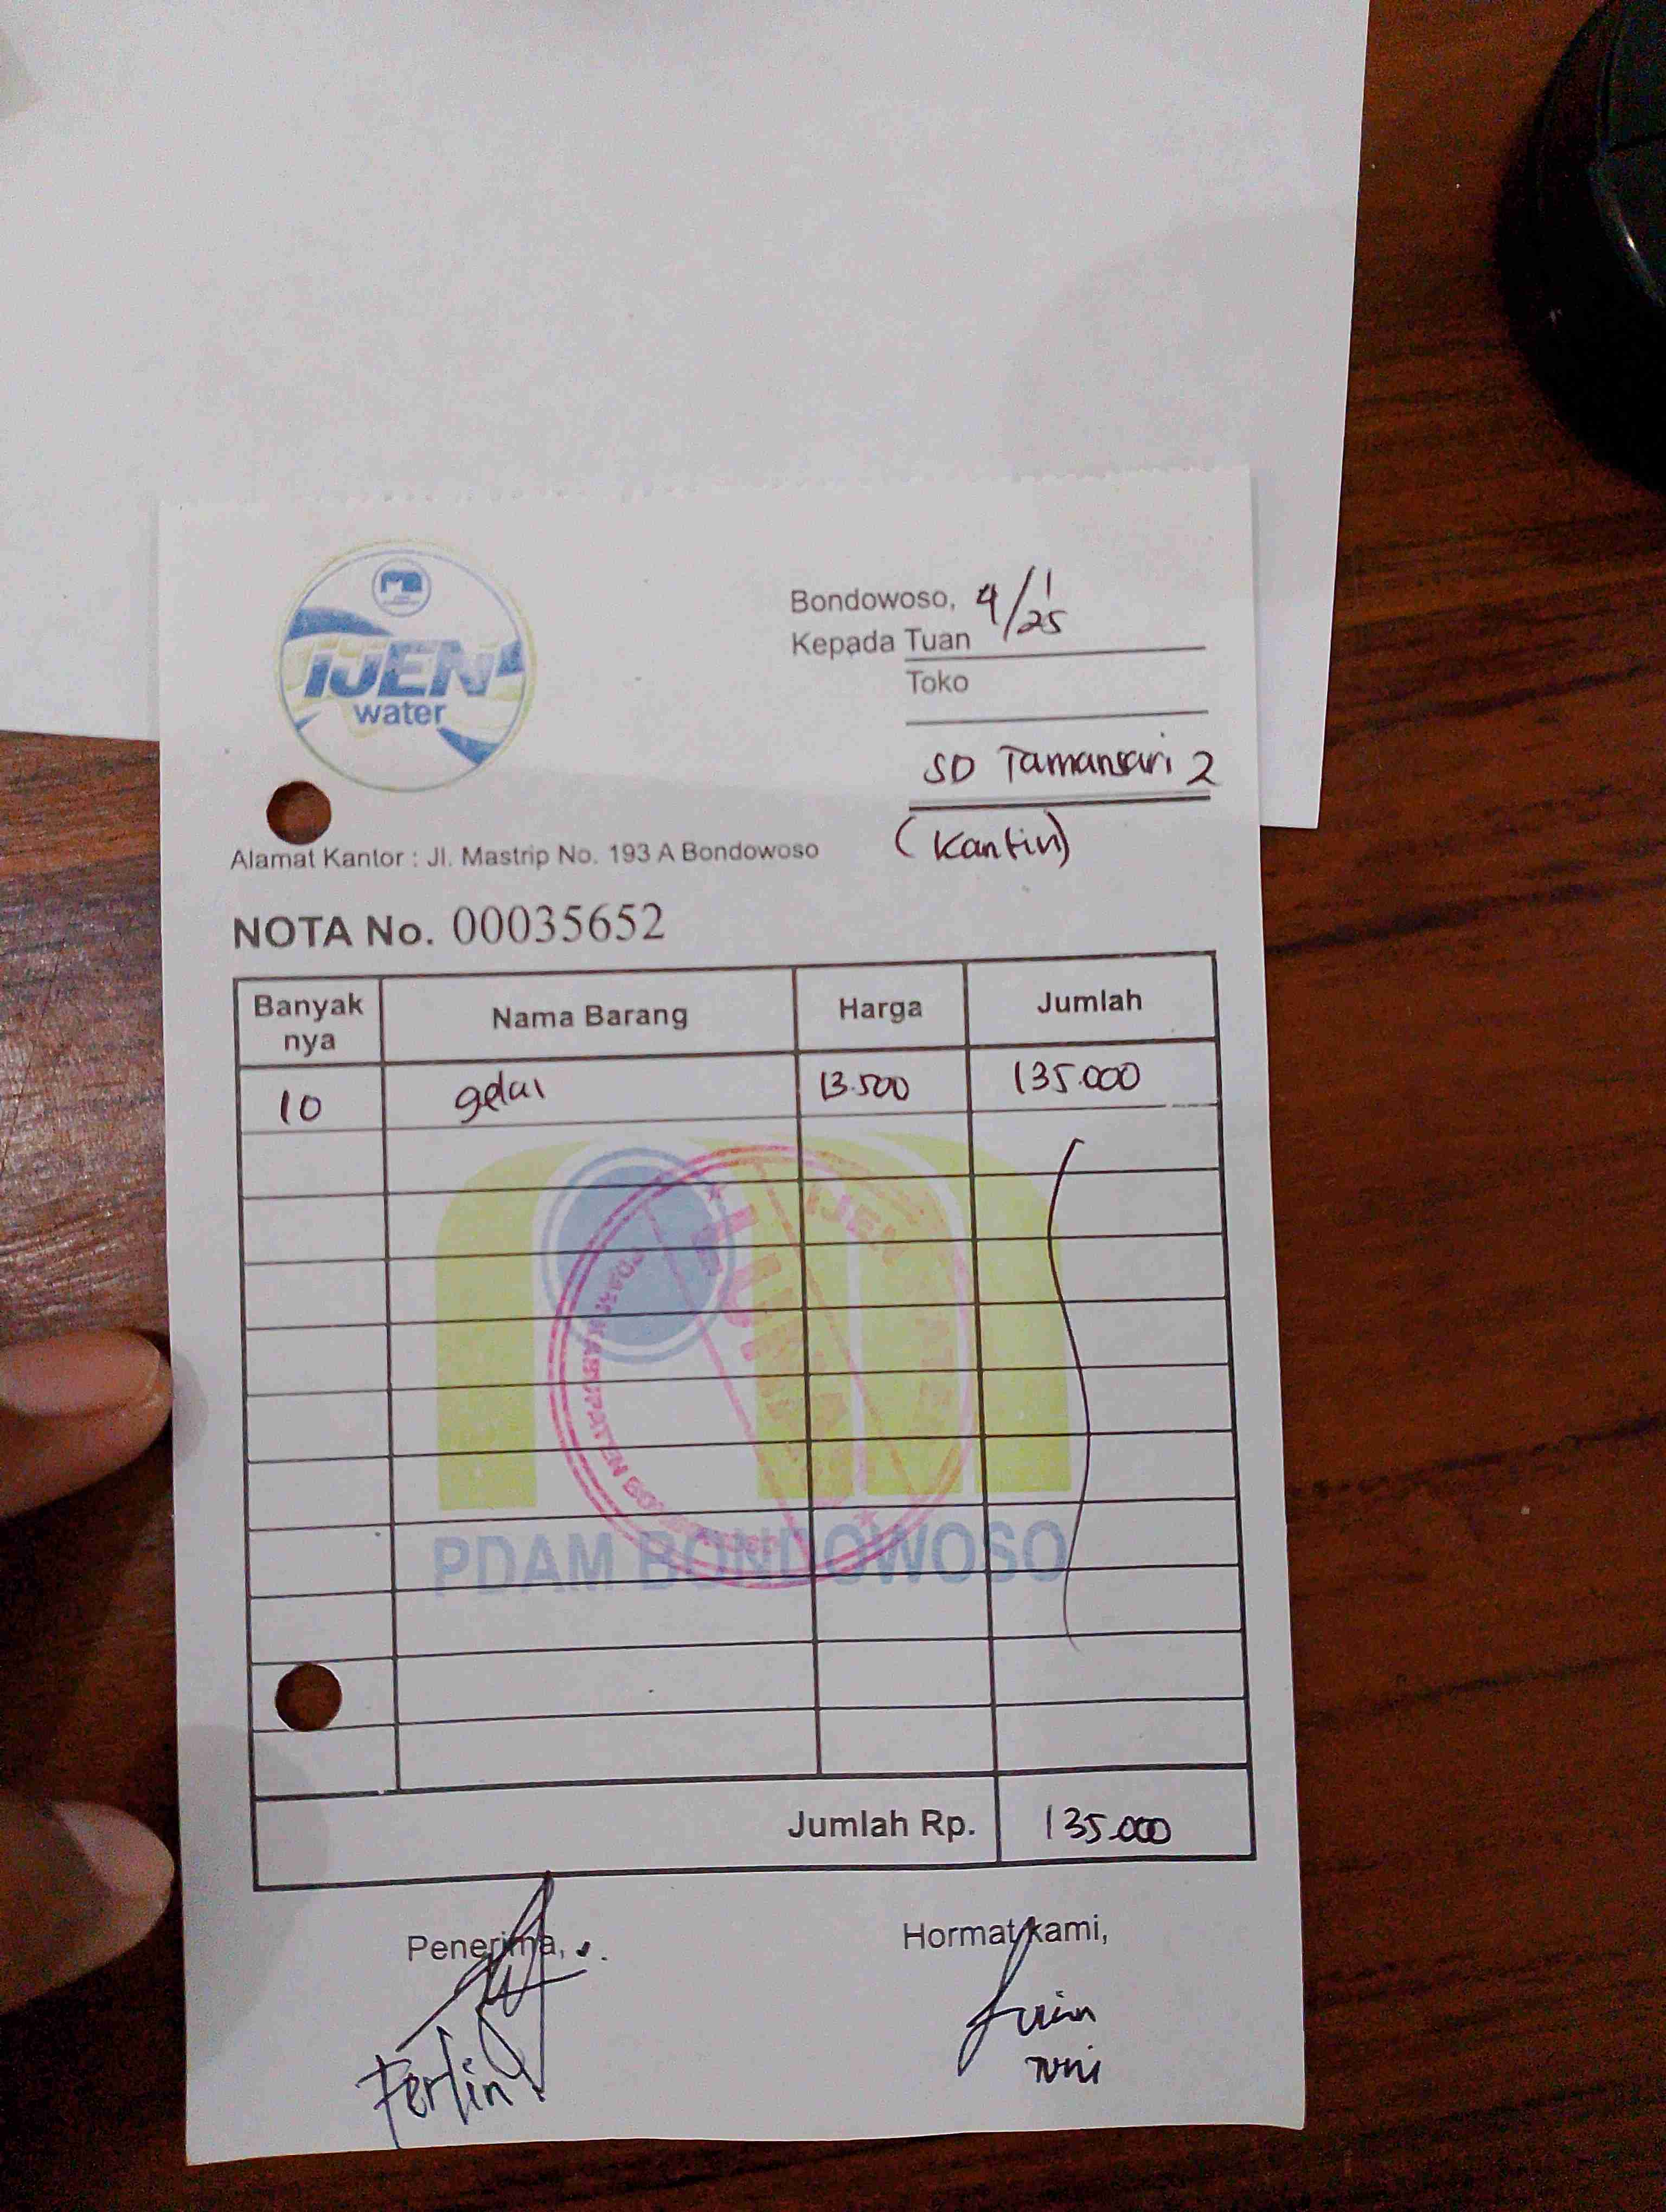 IJEN
water
Bondowoso, 4/1/25
Kepada Tuan
Toko
SD Tamansari 2
(Kantin)
Alamat Kantor : Jl. Mastrip No. 193 A Bondowoso
NOTA No. 00035652
Banyak nya Nama Barang Harga Jumlah
10 gelas 13.500 135.000
IJEN WATER
LUNAS
PDAM KABUPATEN BONDOWOSO
PDAM BONDOWOSO
Jumlah Rp. 135.000
Penerima, Hormat kami,
Ferlin